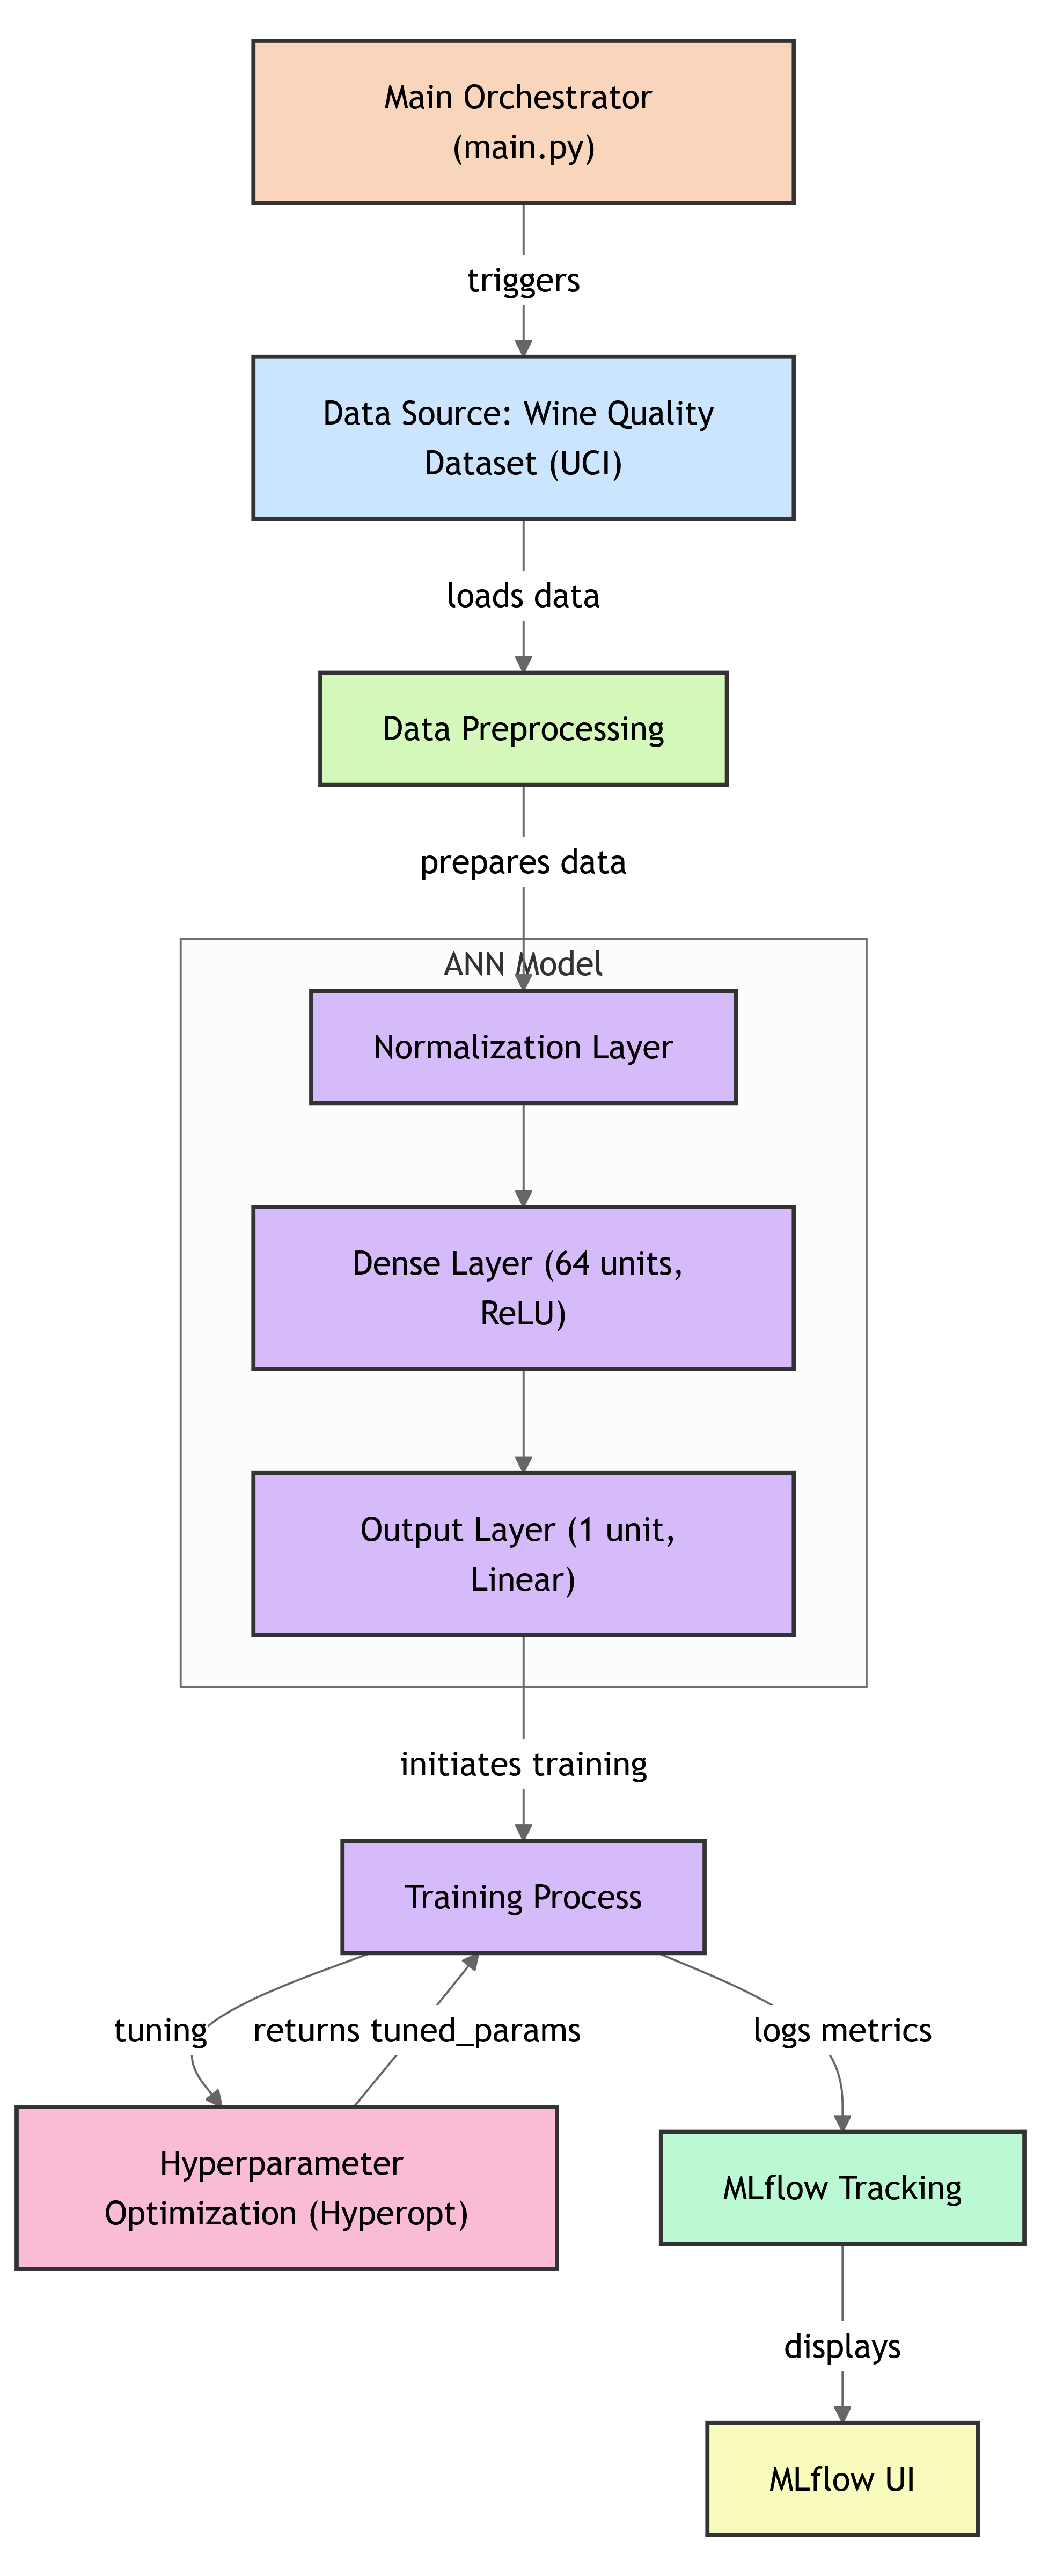 Main Orchestrator
(main.py)
triggers
Data Source: Wine Quality
Dataset (UCI)
loads data
Data Preprocessing
prepares data
ANN Model
Normalization Layer
Dense Layer (64 units,
ReLU)
Output Layer (1 unit,
Linear)
initiates training
Training Process
tuning
returns tuned_params
logs metrics
Hyperparameter
Optimization (Hyperopt)
MLflow Tracking
displays
MLflow UI